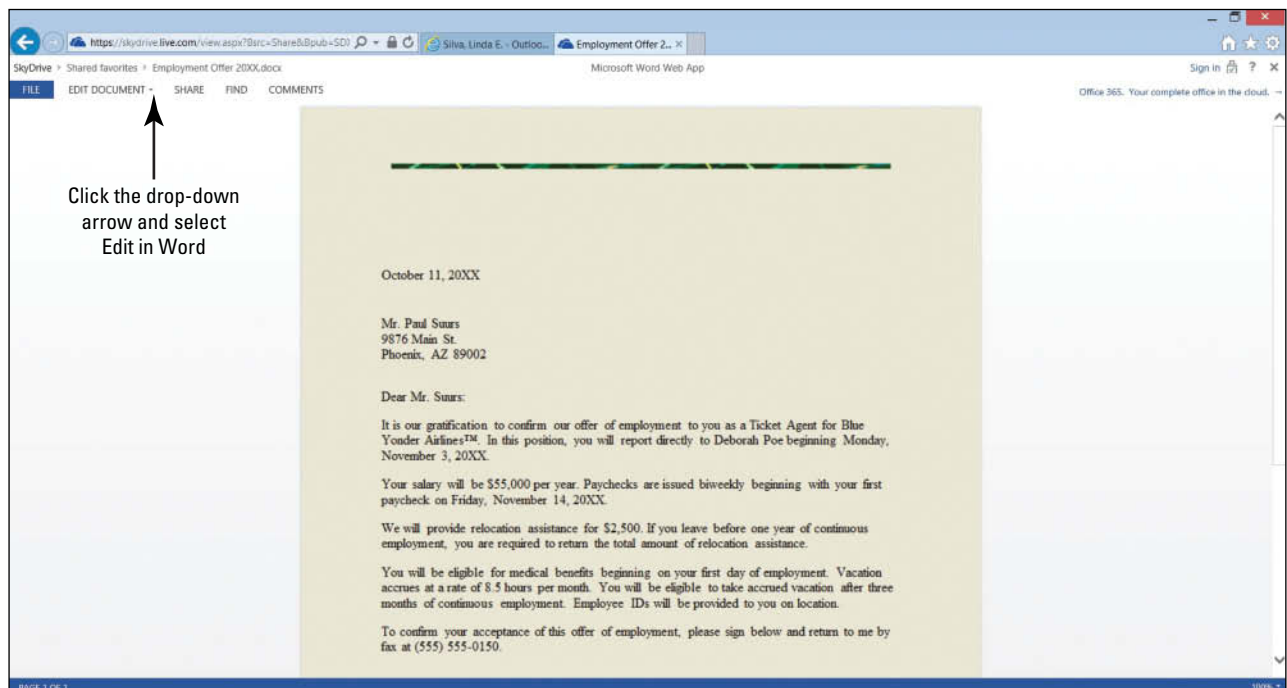 https://skydrive.live.com/view.aspx?Bsrc=Share&Bpub=SD
Silva, Linda E. - Outloo...
Employment Offer 2...
SkyDrive Shared favorites Employment Offer 20XX.docx
Microsoft Word Web App
Sign in ?
FILE EDIT DOCUMENT SHARE FIND COMMENTS
Office 365. Your complete office in the cloud.
Click the drop-down
arrow and select
Edit in Word
October 11, 20XX
Mr. Paul Suurs
9876 Main St.
Phoenix, AZ 89002
Dear Mr. Suurs:
It is our gratification to confirm our offer of employment to you as a Ticket Agent for Blue
Yonder Airlines™. In this position, you will report directly to Deborah Poe beginning Monday,
November 3, 20XX.
Your salary will be $55,000 per year. Paychecks are issued biweekly beginning with your first
paycheck on Friday, November 14, 20XX.
We will provide relocation assistance for $2,500. If you leave before one year of continuous
employment, you are required to return the total amount of relocation assistance.
You will be eligible for medical benefits beginning on your first day of employment. Vacation
accrues at a rate of 8.5 hours per month. You will be eligible to take accrued vacation after three
months of continuous employment. Employee IDs will be provided to you on location.
To confirm your acceptance of this offer of employment, please sign below and return to me by
fax at (555) 555-0150.
PAGE 1 OF 1
100%